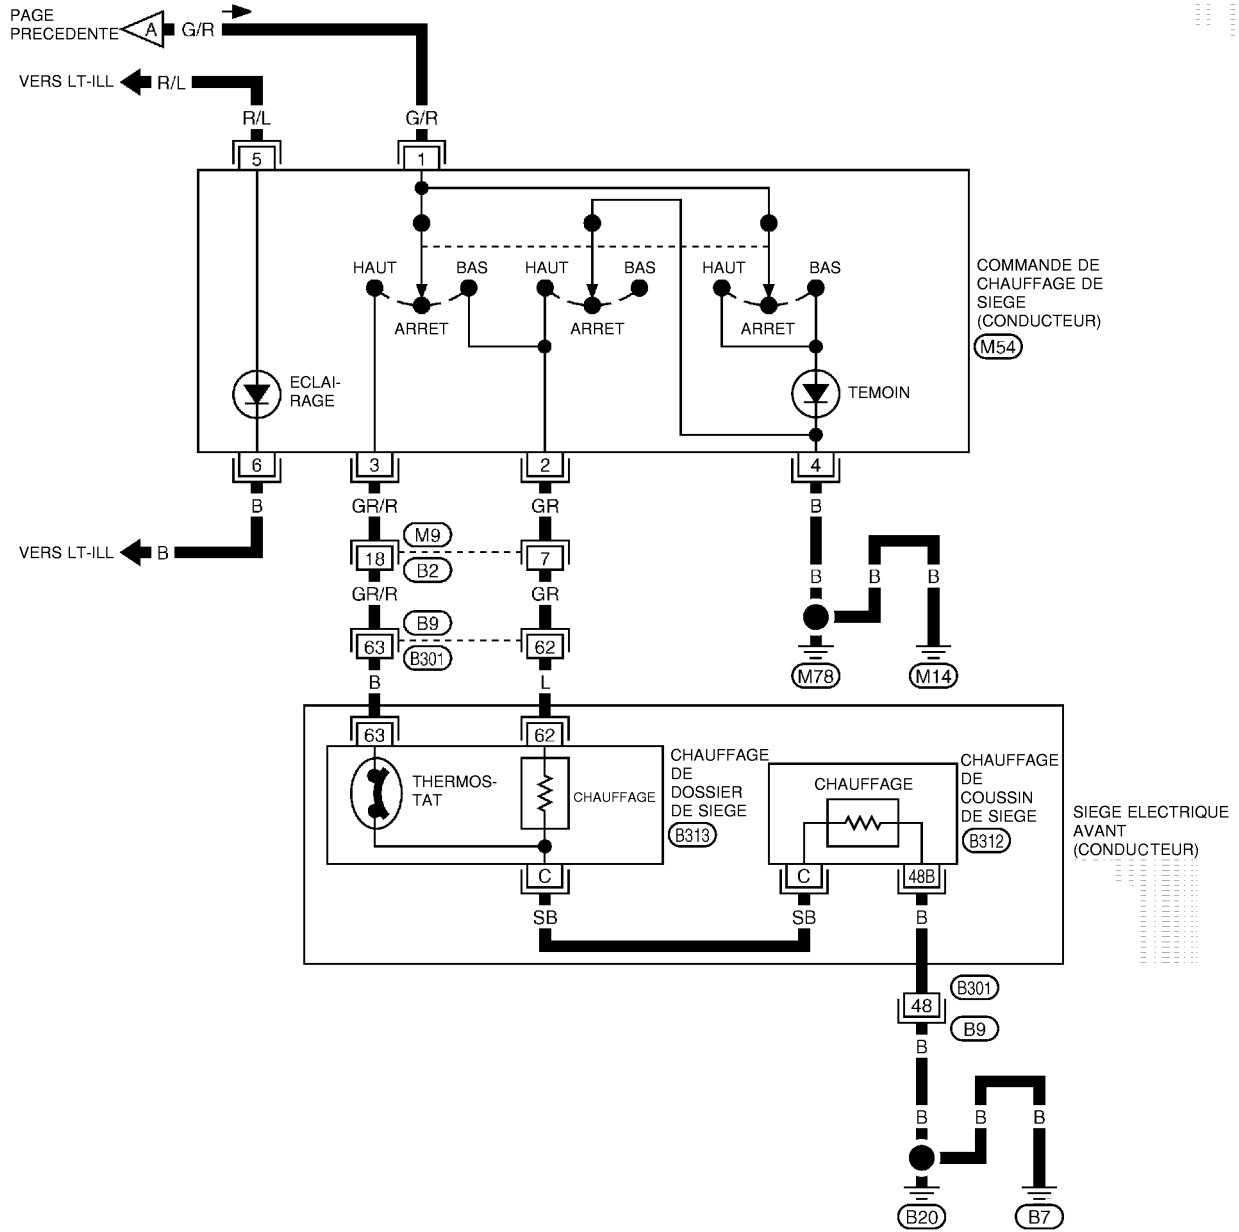 PAGE
PRECEDENTE
A
G/R
VERS LT-ILL
R/L
R/L
G/R
5
1
HAUT
BAS
HAUT
BAS
HAUT
BAS
ARRET
ARRET
ARRET
COMMANDE DE
CHAUFFAGE DE
SIEGE
(CONDUCTEUR)
M54
ECLAI-
RAGE
TEMOIN
6
3
2
4
B
GR/R
GR
B
VERS LT-ILL
B
M9
18
7
B2
GR/R
GR
B
B
B
B9
63
62
B301
B
L
M78
M14
63
62
THERMOS-
TAT
CHAUFFAGE
CHAUFFAGE
DE
DOSSIER
DE SIEGE
B313
CHAUFFAGE
CHAUFFAGE
DE
COUSSIN
DE SIEGE
B312
SIEGE ELECTRIQUE
AVANT
(CONDUCTEUR)
C
C
48B
SB
SB
B
B301
48
B9
B
B
B
B
B20
B7